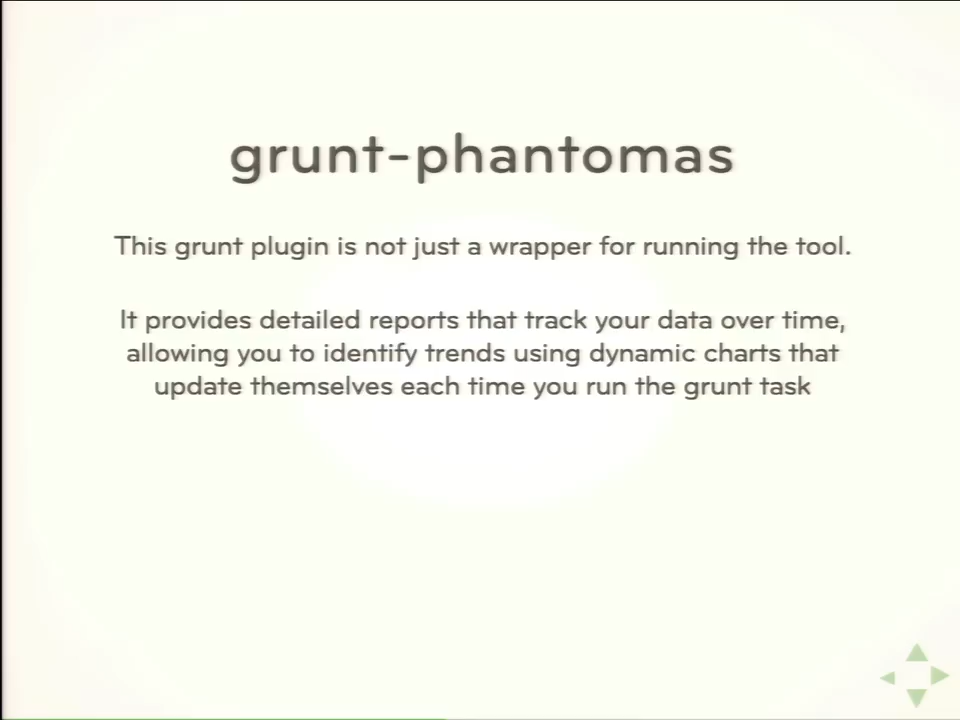 grunt-phantomas
This grunt plugin is not just a wrapper for running the tool.
It provides detailed reports that track your data over time,
allowing you to identify trends using dynamic charts that
update themselves each time you run the grunt task